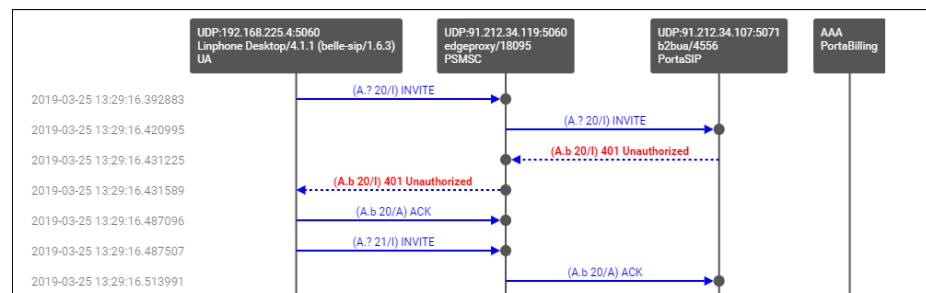 UDP:192.168.225.4:5060
Linphone Desktop/4.1.1 (belle-sip/1.6.3)
UA
UDP:91.212.34.119:5060
edgeproxy/18095
PSMSC
UDP:91.212.34.107:5071
b2bua/4556
PortaSIP
AAA
PortaBilling
2019-03-25 13:29:16.392883
(A.? 20/I) INVITE
2019-03-25 13:29:16.420995
(A.? 20/I) INVITE
2019-03-25 13:29:16.431225
(A.b 20/I) 401 Unauthorized
2019-03-25 13:29:16.431589
(A.b 20/I) 401 Unauthorized
2019-03-25 13:29:16.487096
(A.b 20/A) ACK
2019-03-25 13:29:16.487507
(A.? 21/I) INVITE
2019-03-25 13:29:16.513991
(A.b 20/A) ACK